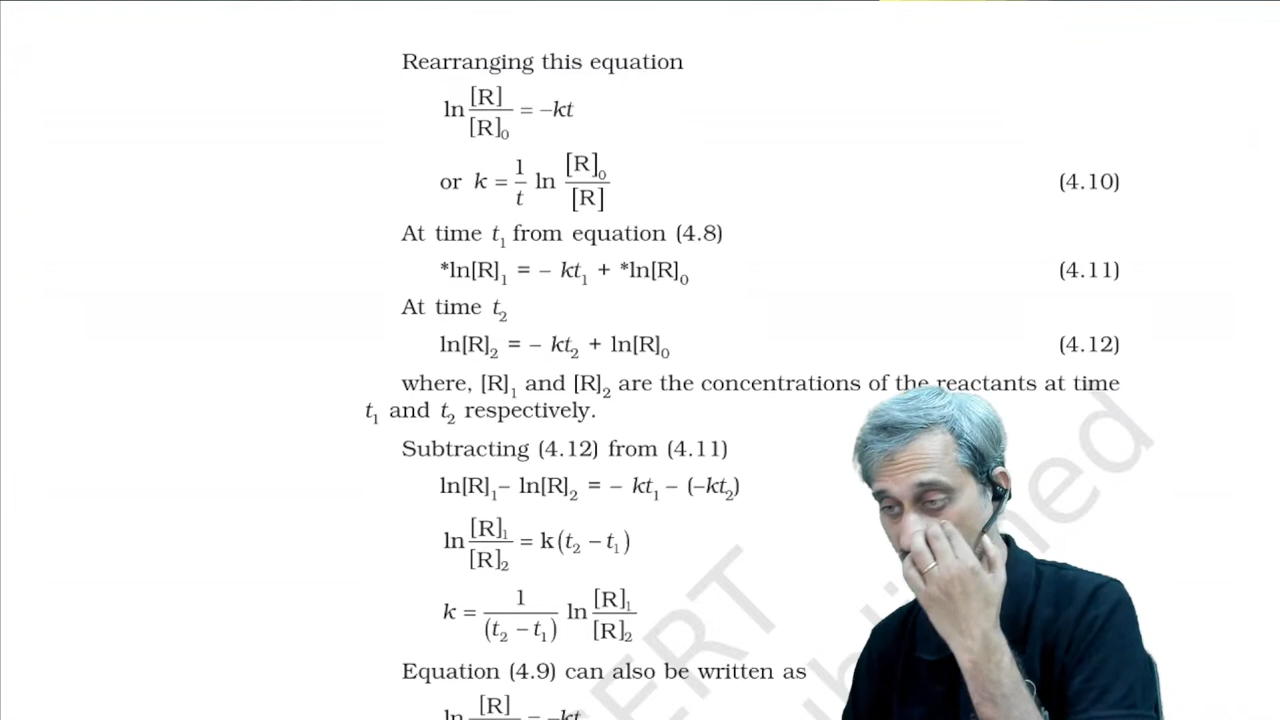 Rearranging this equation
ln [R]/[R]₀ = –kt
or k = 1/t ln [R]₀/[R] (4.10)
At time t₁ from equation (4.8)
*ln[R]₁ = – kt₁ + *ln[R]₀ (4.11)
At time t₂
ln[R]₂ = – kt₂ + ln[R]₀ (4.12)
where, [R]₁ and [R]₂ are the concentrations of the reactants at time
t₁ and t₂ respectively.
Subtracting (4.12) from (4.11)
ln[R]₁– ln[R]₂ = – kt₁ – (–kt₂)
ln [R]₁/[R]₂ = k(t₂ – t₁)
k = 1/(t₂ – t₁) ln [R]₁/[R]₂
Equation (4.9) can also be written as
ln [R] = –kt